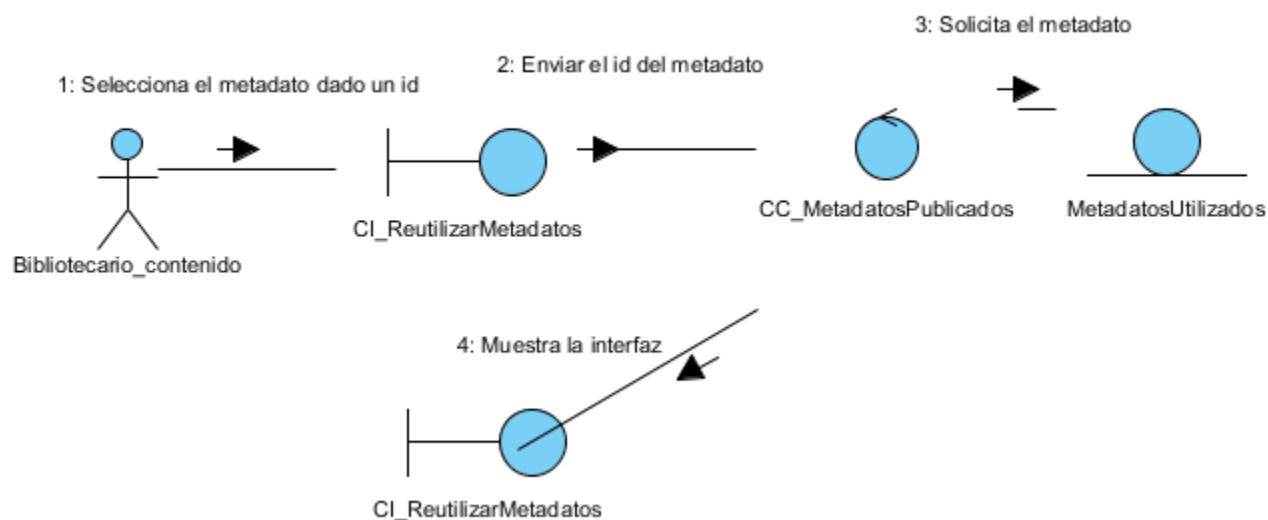 3: Solicita el metadato
2: Enviar el id del metadato
1: Selecciona el metadato dado un id
CC_MetadatosPublicados
MetadatosUtilizados
CI_ReutilizarMetadatos
Bibliotecario_contenido
4: Muestra la interfaz
CI_ReutilizarMetadatos